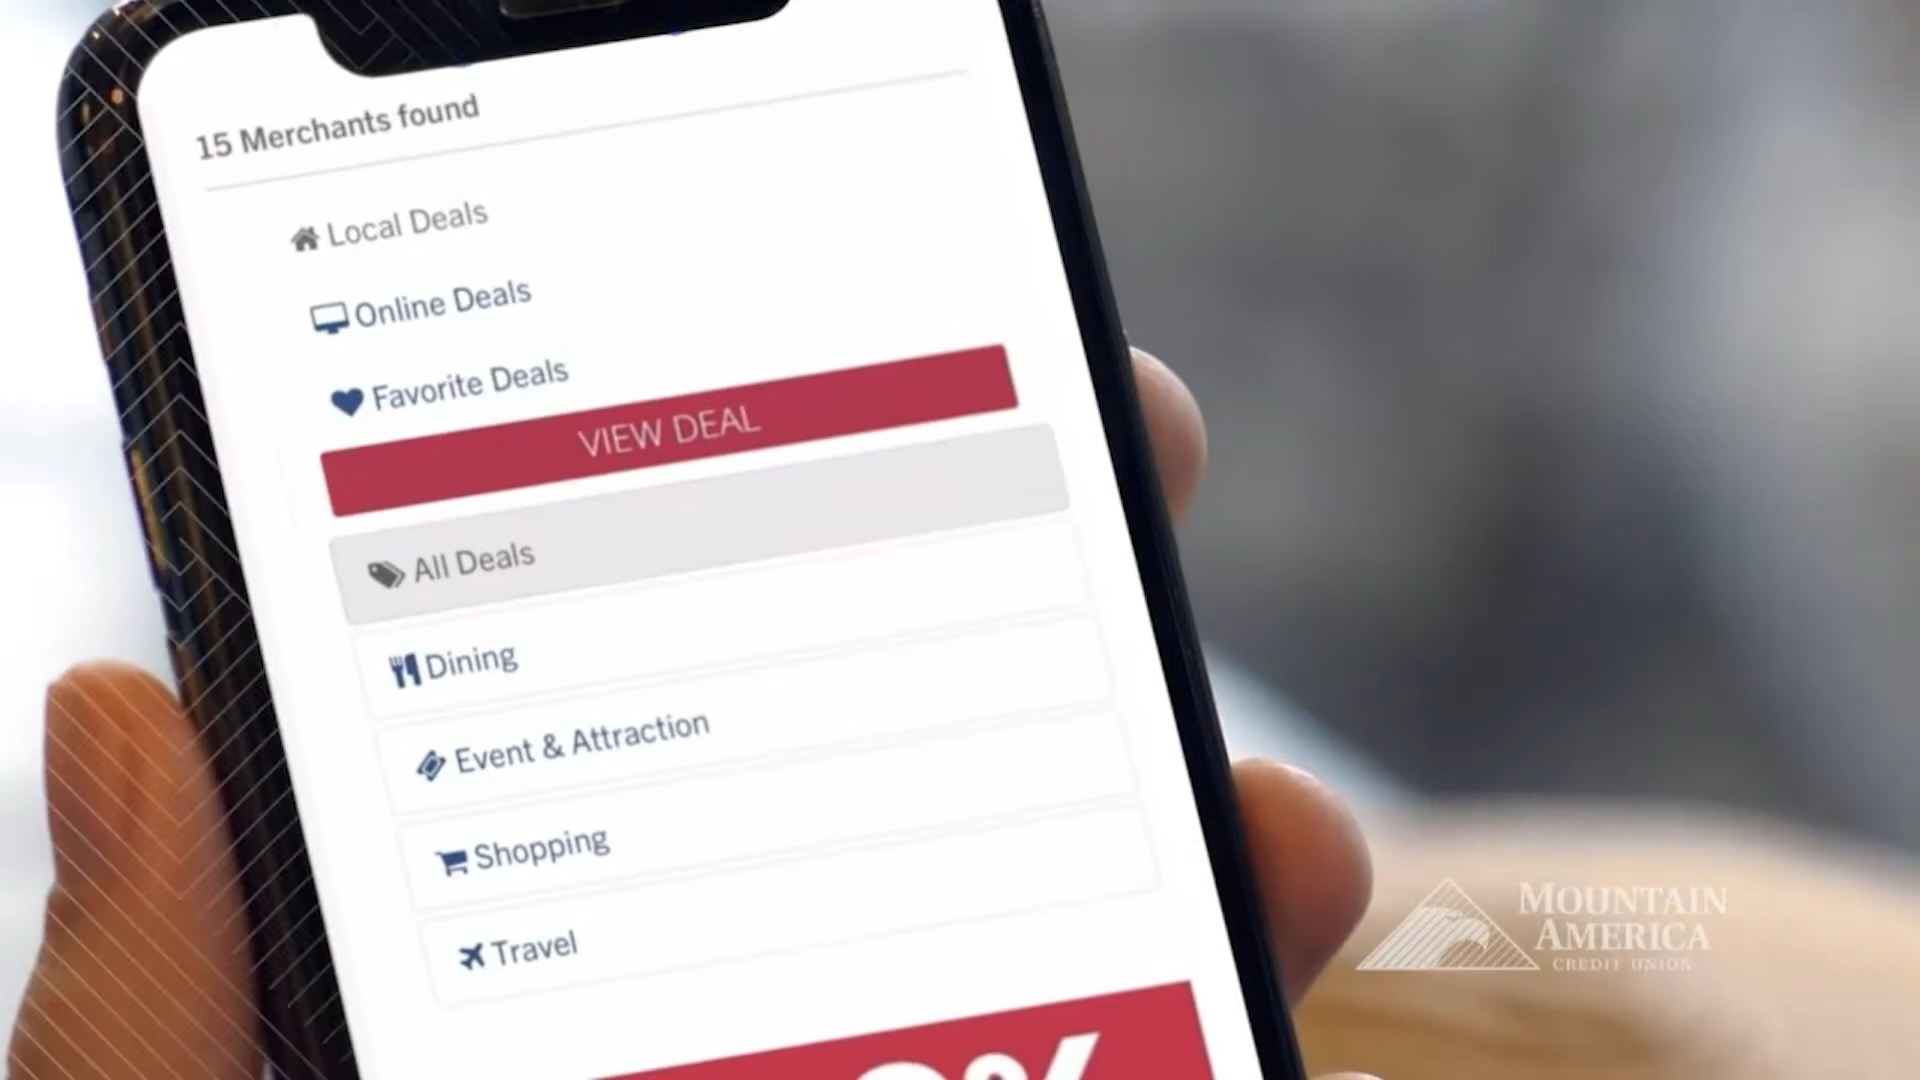 15 Merchants found
Local Deals
Online Deals
Favorite Deals
VIEW DEAL
All Deals
Dining
Event & Attraction
Shopping
Travel
MOUNTAIN
AMERICA
CREDIT UNION